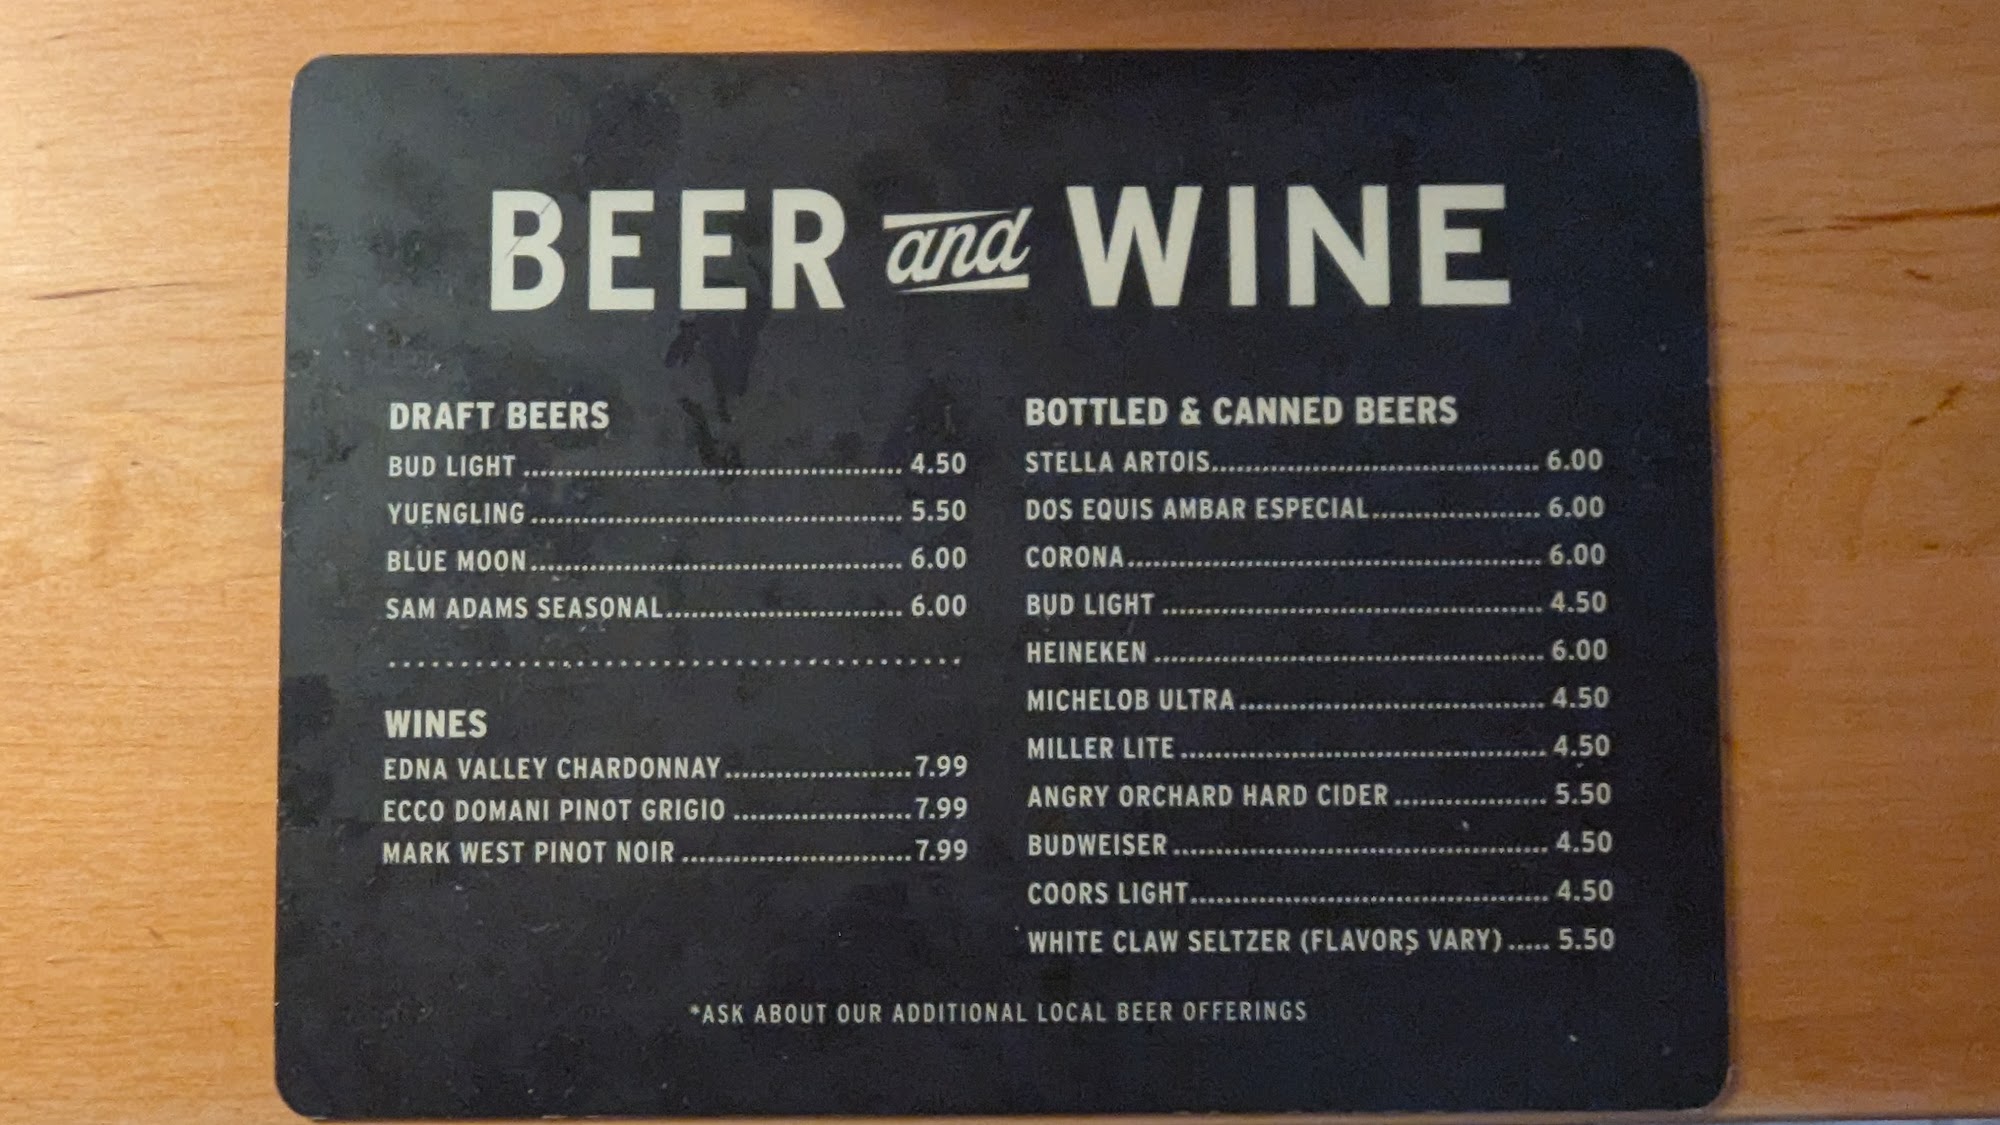 BEER and WINE
DRAFT BEERS
BUD LIGHT ........ 4.50
YUENGLING ........ 5.50
BLUE MOON ........ 6.00
SAM ADAMS SEASONAL ........ 6.00
WINES
EDNA VALLEY CHARDONNAY ........ 7.99
ECCO DOMANI PINOT GRIGIO ........ 7.99
MARK WEST PINOT NOIR ........ 7.99
BOTTLED & CANNED BEERS
STELLA ARTOIS ........ 6.00
DOS EQUIS AMBAR ESPECIAL ........ 6.00
CORONA ........ 6.00
BUD LIGHT ........ 4.50
HEINEKEN ........ 6.00
MICHELOB ULTRA ........ 4.50
MILLER LITE ........ 4.50
ANGRY ORCHARD HARD CIDER ........ 5.50
BUDWEISER ........ 4.50
COORS LIGHT ........ 4.50
WHITE CLAW SELTZER (FLAVORS VARY) ..... 5.50
*ASK ABOUT OUR ADDITIONAL LOCAL BEER OFFERINGS